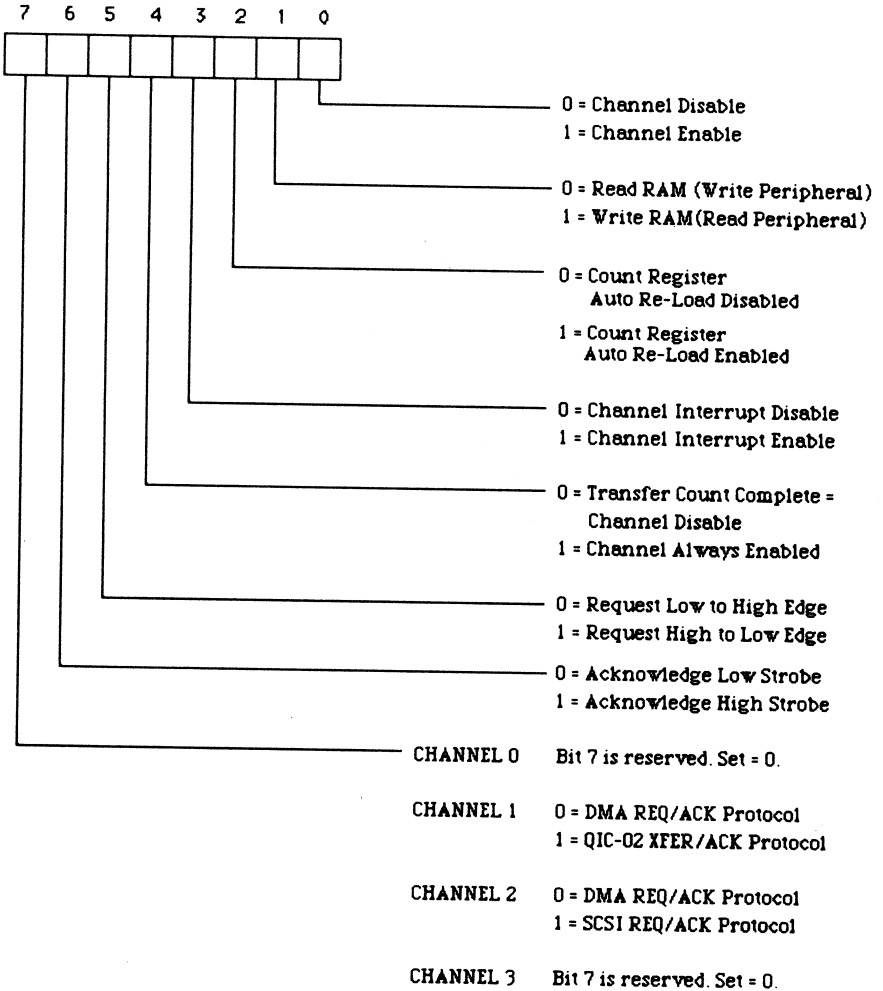 7 6 5 4 3 2 1 0
0 = Channel Disable
1 = Channel Enable
0 = Read RAM (Write Peripheral)
1 = Write RAM(Read Peripheral)
0 = Count Register
Auto Re-Load Disabled
1 = Count Register
Auto Re-Load Enabled
0 = Channel Interrupt Disable
1 = Channel Interrupt Enable
0 = Transfer Count Complete =
Channel Disable
1 = Channel Always Enabled
0 = Request Low to High Edge
1 = Request High to Low Edge
0 = Acknowledge Low Strobe
1 = Acknowledge High Strobe
CHANNEL 0 Bit 7 is reserved. Set = 0.
CHANNEL 1 0 = DMA REQ/ACK Protocol
1 = QIC-02 XFER/ACK Protocol
CHANNEL 2 0 = DMA REQ/ACK Protocol
1 = SCSI REQ/ACK Protocol
CHANNEL 3 Bit 7 is reserved. Set = 0.